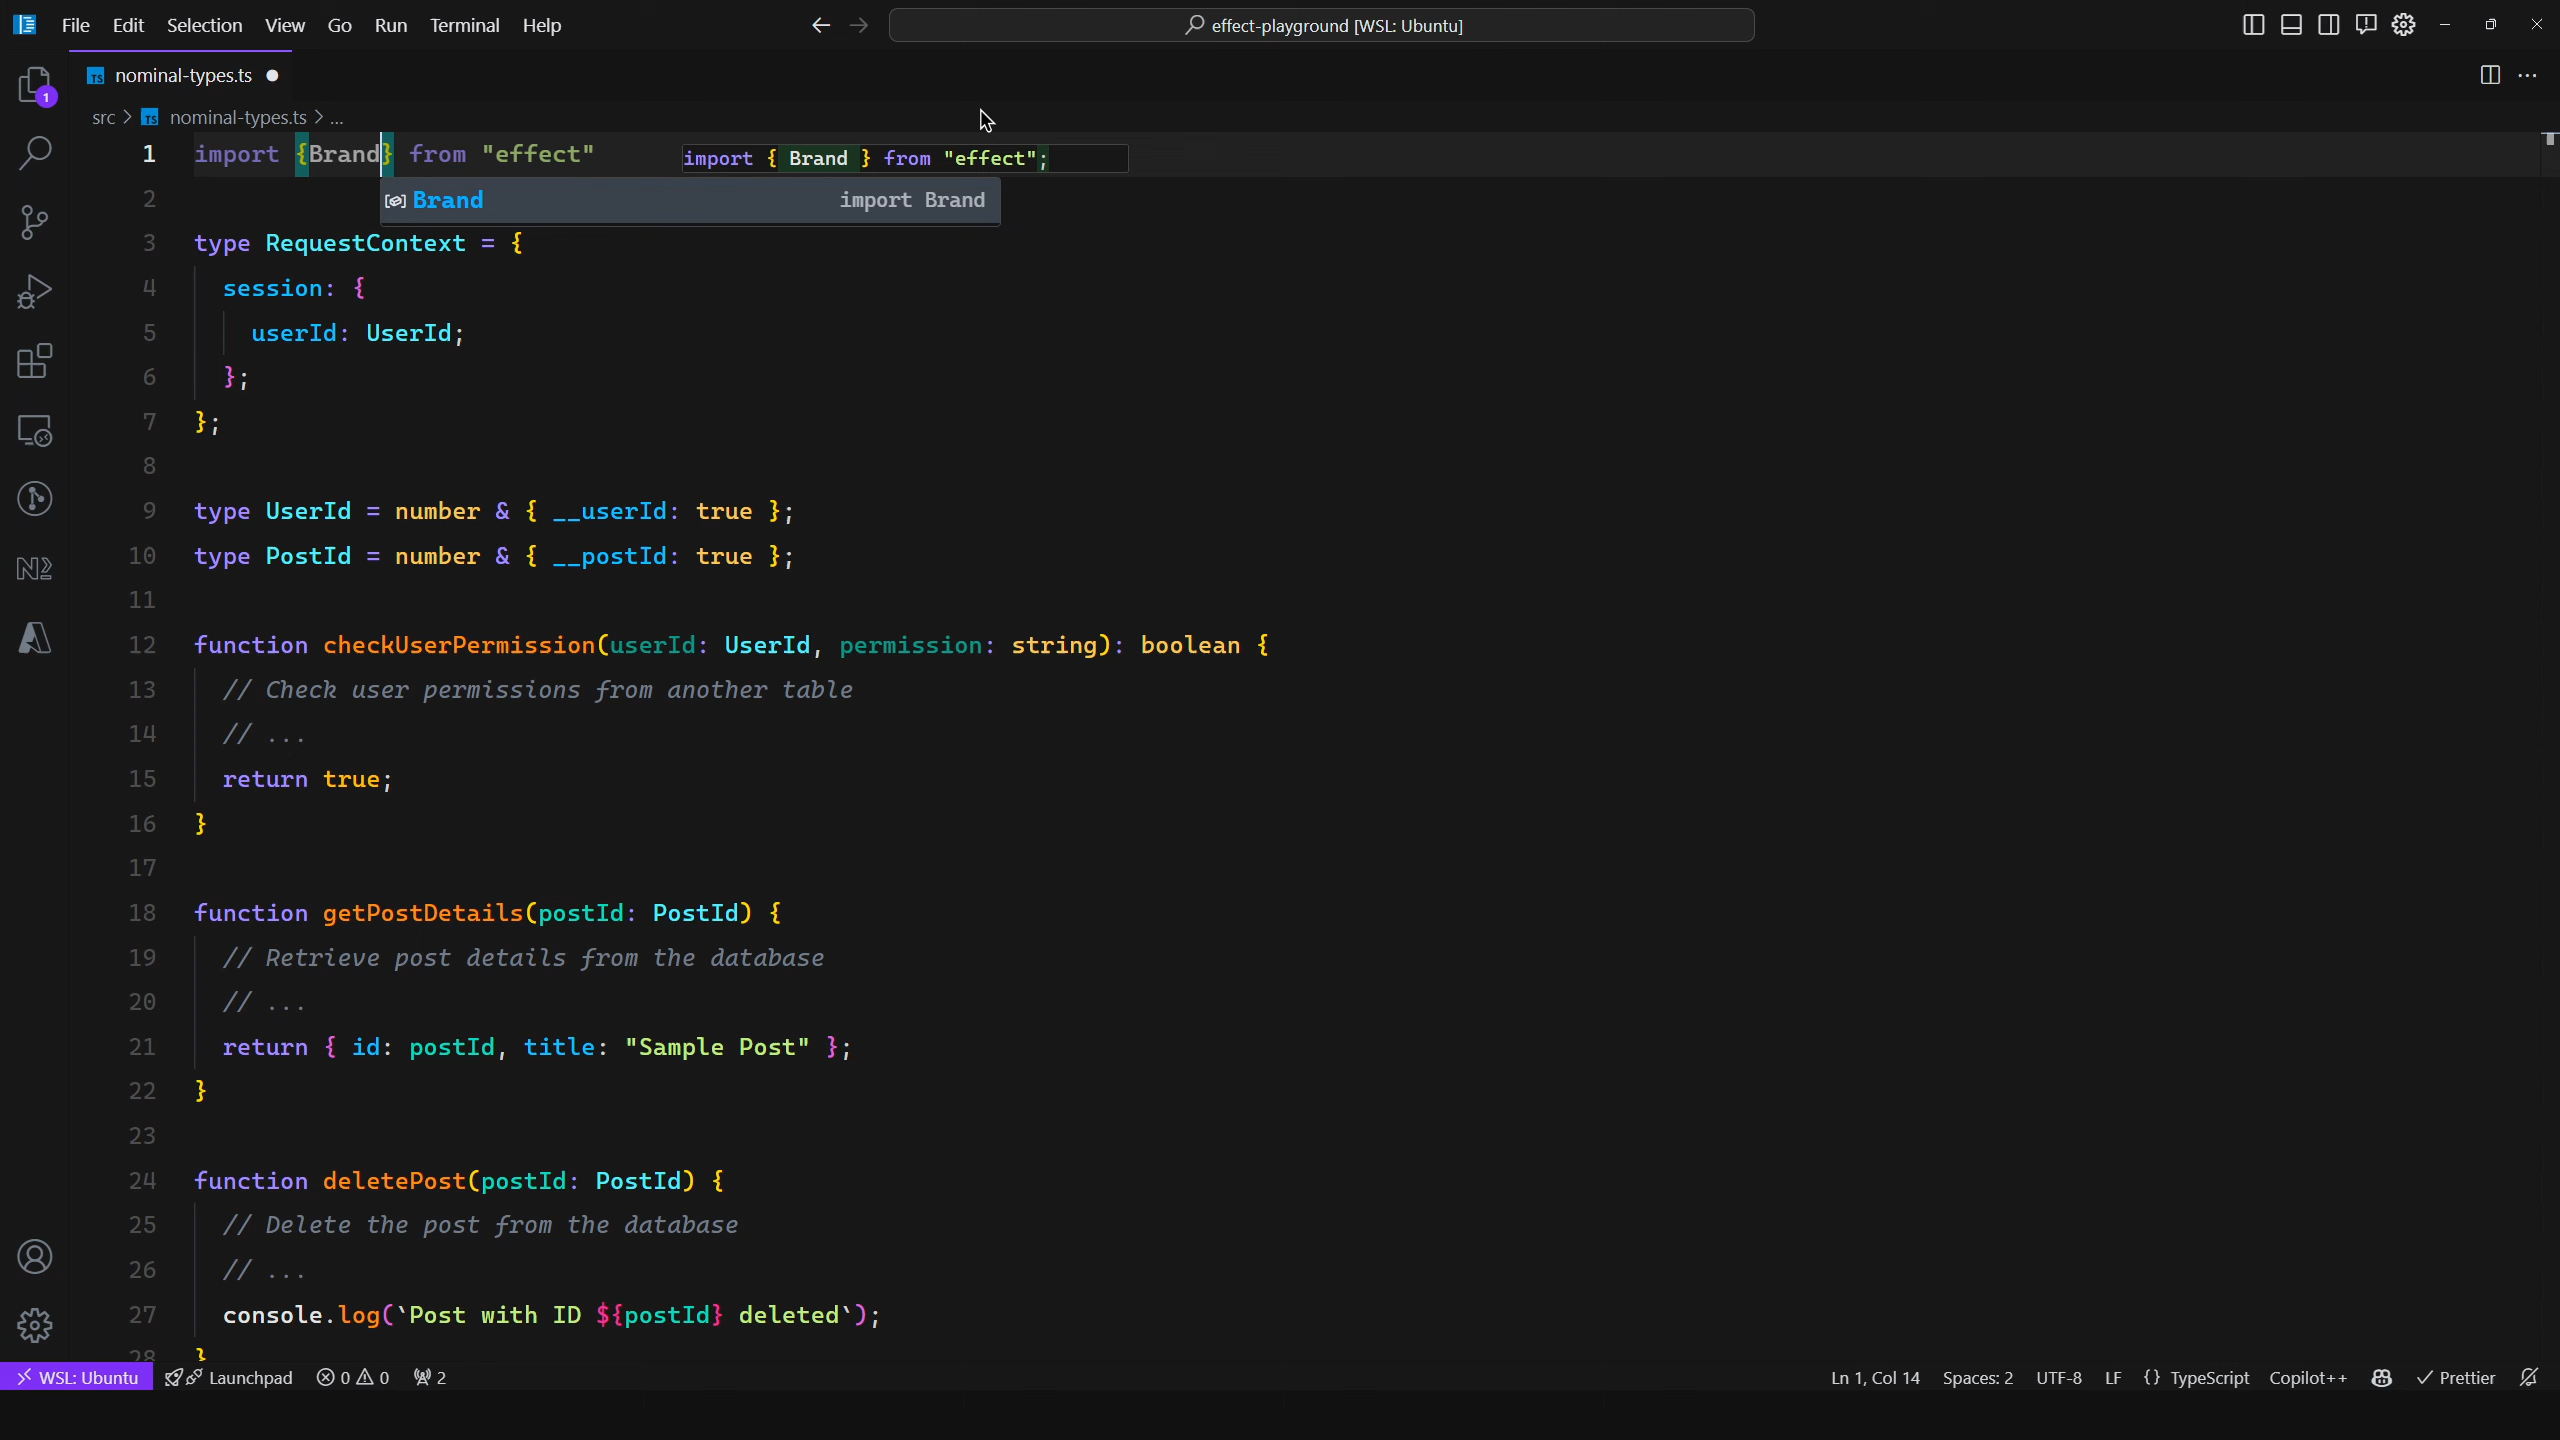 File Edit Selection View Go Run Terminal Help effect-playground [WSL: Ubuntu]
nominal-types.ts
src > TS nominal-types.ts > ...
1 import {Brand} from "effect" import { Brand } from "effect";
Brand import Brand
2
3 type RequestContext = {
4 session: {
5 userId: UserId;
6 };
7 };
8
9 type UserId = number & { __userId: true };
10 type PostId = number & { __postId: true };
11
12 function checkUserPermission(userId: UserId, permission: string): boolean {
13 // Check user permissions from another table
14 // ...
15 return true;
16 }
17
18 function getPostDetails(postId: PostId) {
19 // Retrieve post details from the database
20 // ...
21 return { id: postId, title: "Sample Post" };
22 }
23
24 function deletePost(postId: PostId) {
25 // Delete the post from the database
26 // ...
27 console.log(`Post with ID ${postId} deleted`);
28 }
WSL: Ubuntu Launchpad 0 0 2 Ln 1, Col 14 Spaces: 2 UTF-8 LF {} TypeScript Copilot++ Prettier